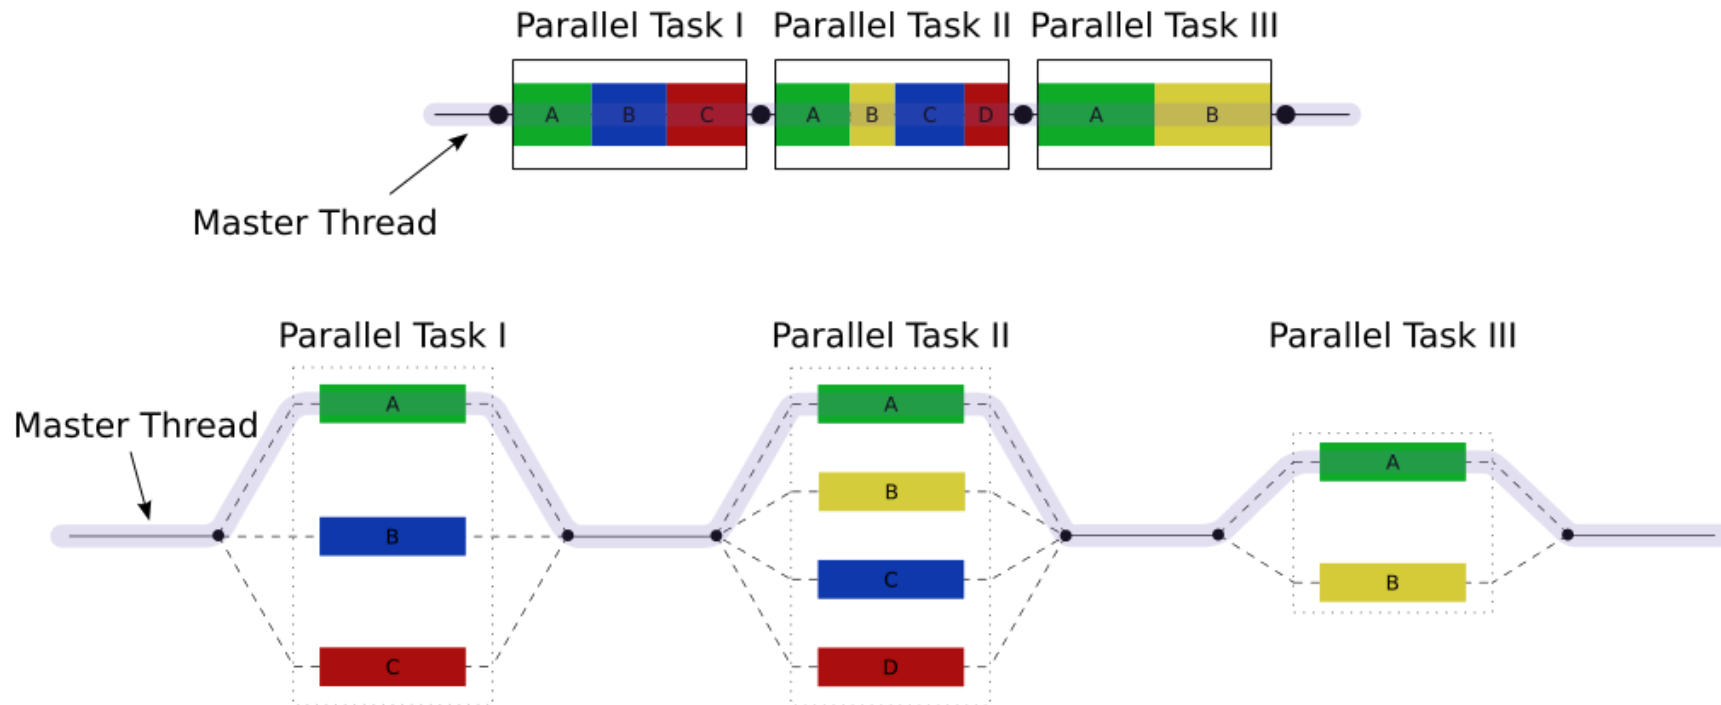 Parallel Task I Parallel Task II Parallel Task III
A B C A B C D A B
Master Thread
Parallel Task I Parallel Task II Parallel Task III
Master Thread
A A
B
A
B
C
B
C D